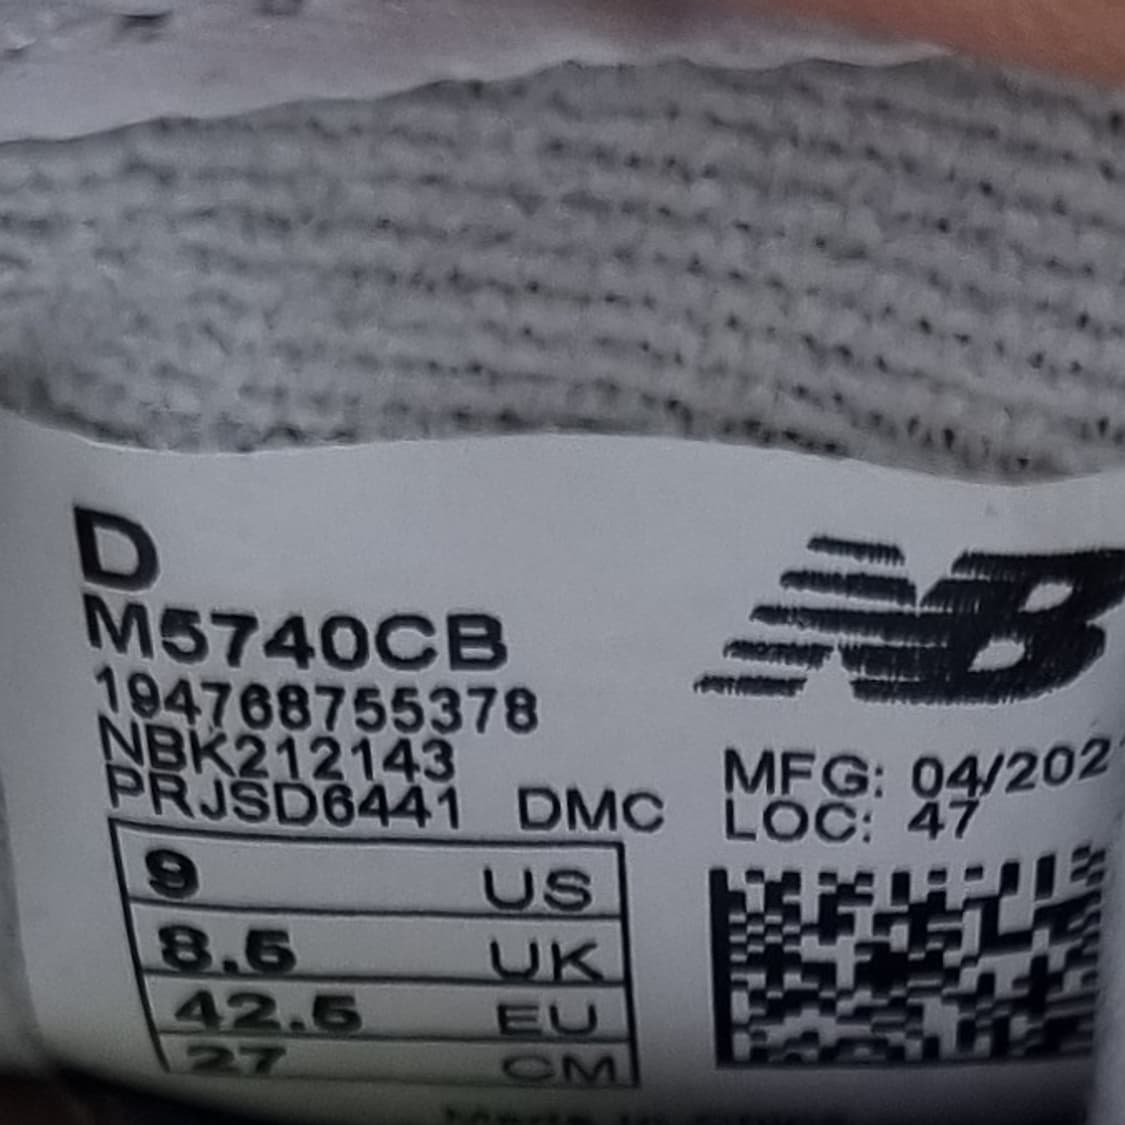 D
M5740CB
194768755378
NBK212143
PRJSD6441 DMC
NB
MFG: 04/202
LOC: 47
9 US
8.5 UK
42.5 EU
27 CM